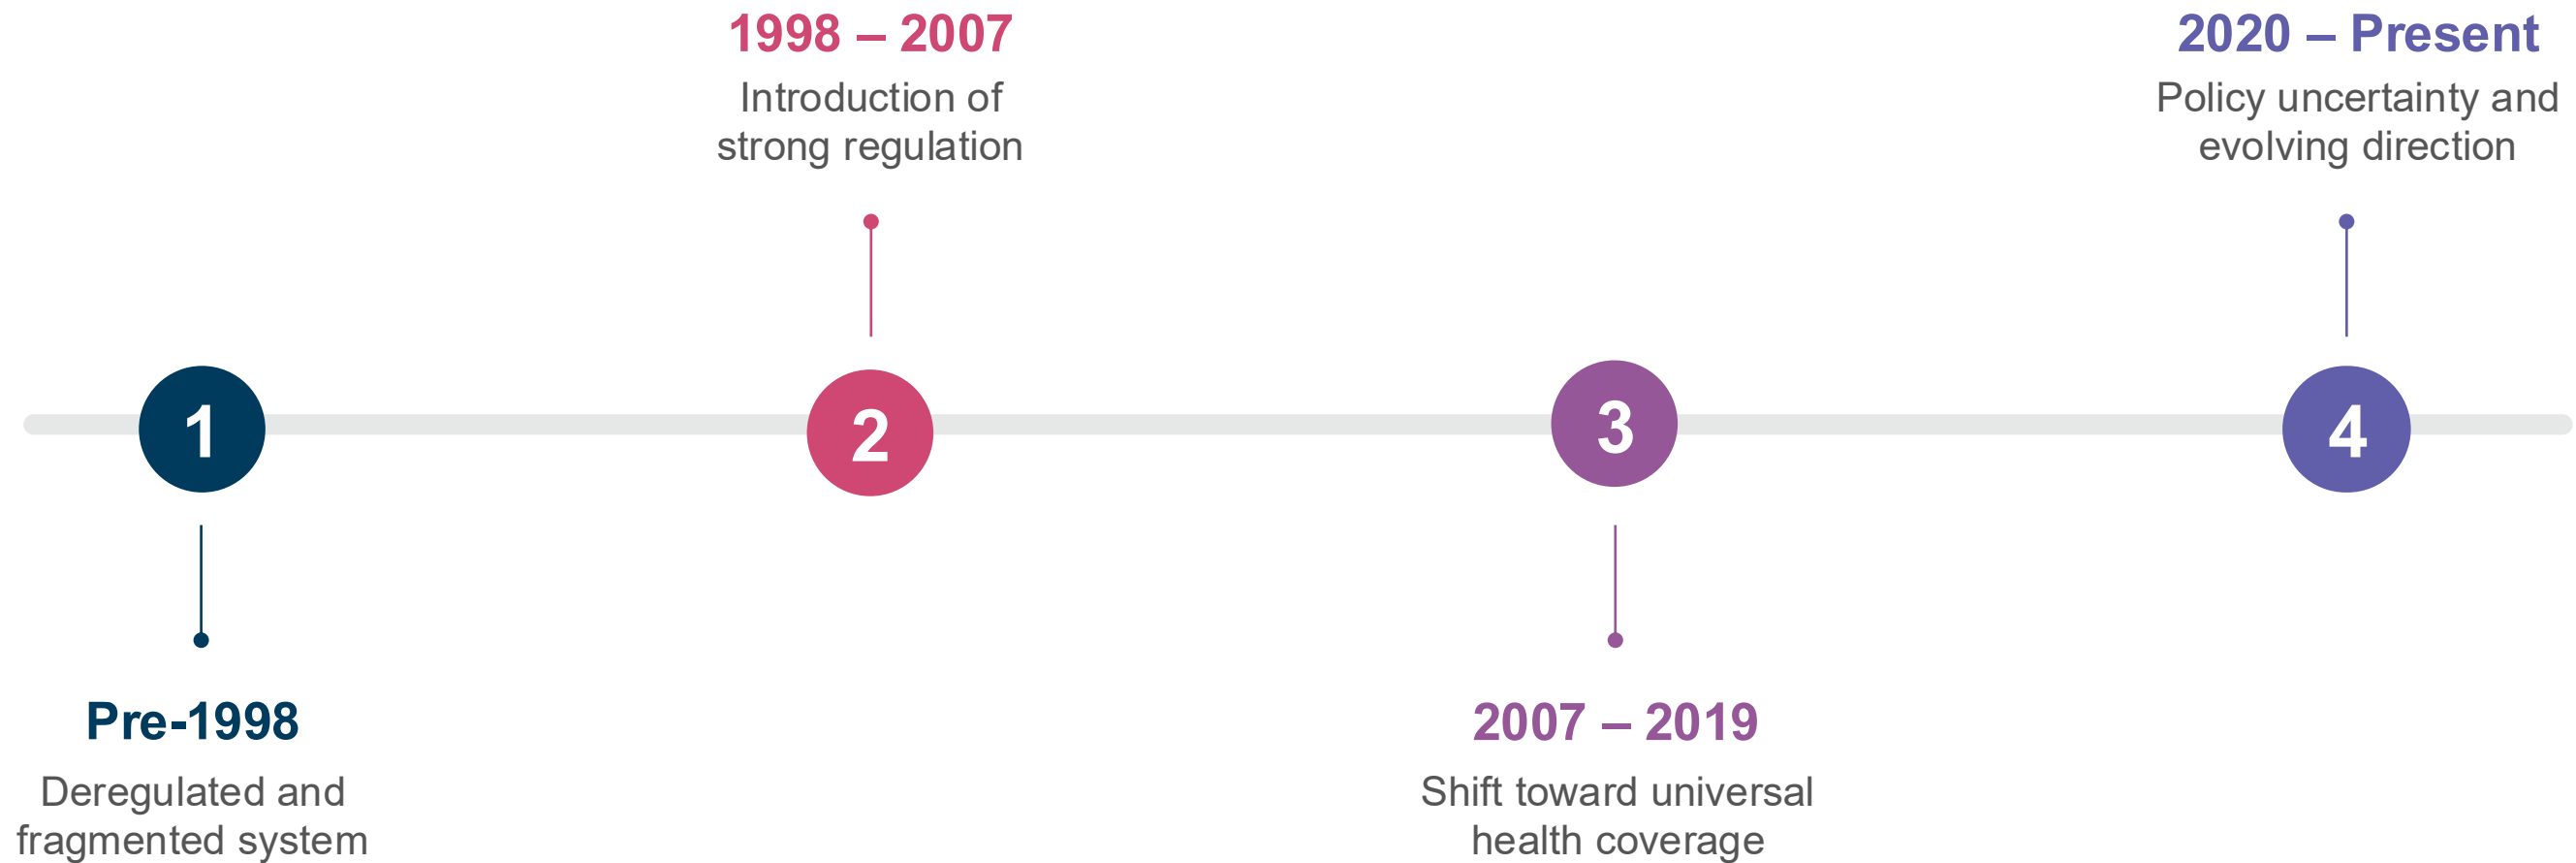 1998 – 2007
Introduction of
strong regulation
2020 – Present
Policy uncertainty and
evolving direction
1
2
3
4
Pre-1998
Deregulated and
fragmented system
2007 – 2019
Shift toward universal
health coverage